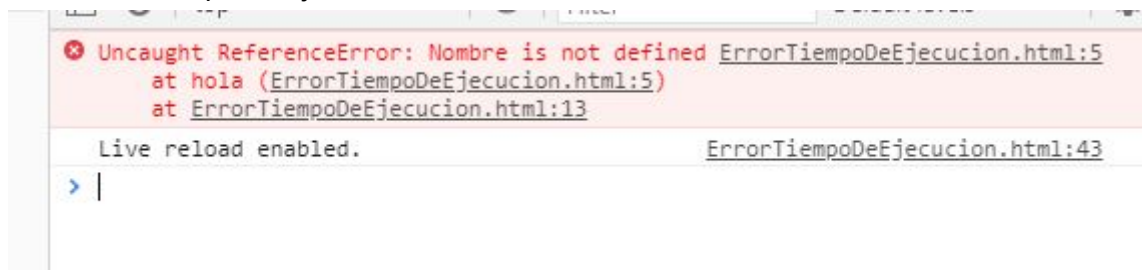 Uncaught ReferenceError: Nombre is not defined ErrorTiempoDeEjecucion.html:5
at hola (ErrorTiempoDeEjecucion.html:5)
at ErrorTiempoDeEjecucion.html:13
Live reload enabled. ErrorTiempoDeEjecucion.html:43
>